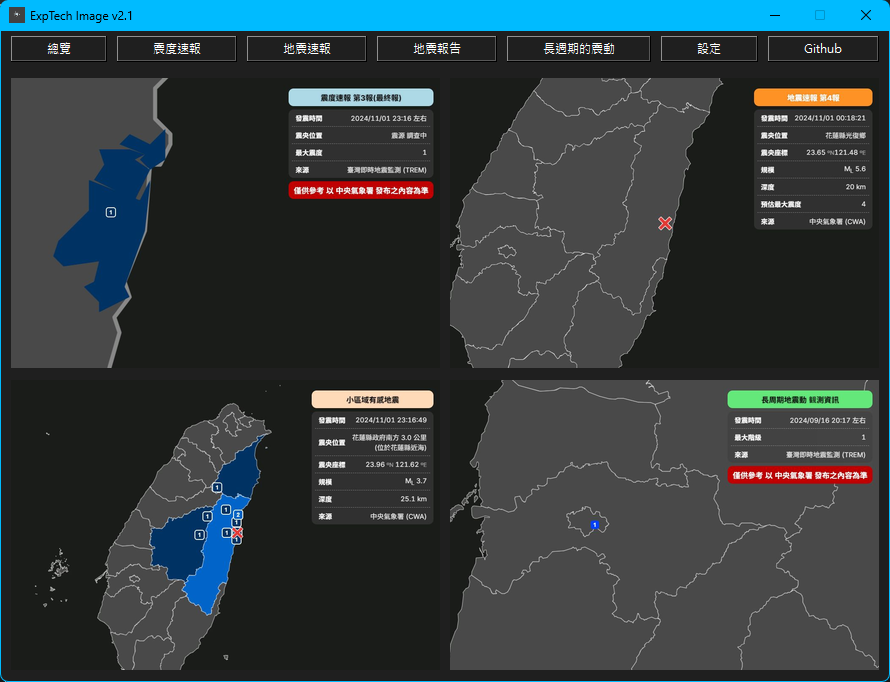 ExpTech Image v2.1
總覽 震度速報 地震速報 地震報告 長週期的震動 設定 Github
震度速報 第3報(最終報)
發震時間 2024/11/01 23:16 左右
震央位置 震源 調查中
最大震度 1
來源 臺灣即時地震監測 (TREM)
僅供參考 以 中央氣象署 發布之內容為準
1
地震速報 第4報
發震時間 2024/11/01 00:18:21
震央位置 花蓮縣光復鄉
震央座標 23.65 °N 121.48 °E
規模 ML 5.6
深度 20 km
預估最大震度 4
來源 中央氣象署 (CWA)
小區域有感地震
發震時間 2024/11/01 23:16:49
震央位置 花蓮縣政府南方 3.0 公里
(位於花蓮縣近海)
震央座標 23.96 °N 121.62 °E
規模 ML 3.7
深度 25.1 km
來源 中央氣象署 (CWA)
1
1
1
2
1
1
1
1
長周期地震動 觀測資訊
發震時間 2024/09/16 20:17 左右
最大階級 1
來源 臺灣即時地震監測 (TREM)
僅供參考 以 中央氣象署 發布之內容為準
1